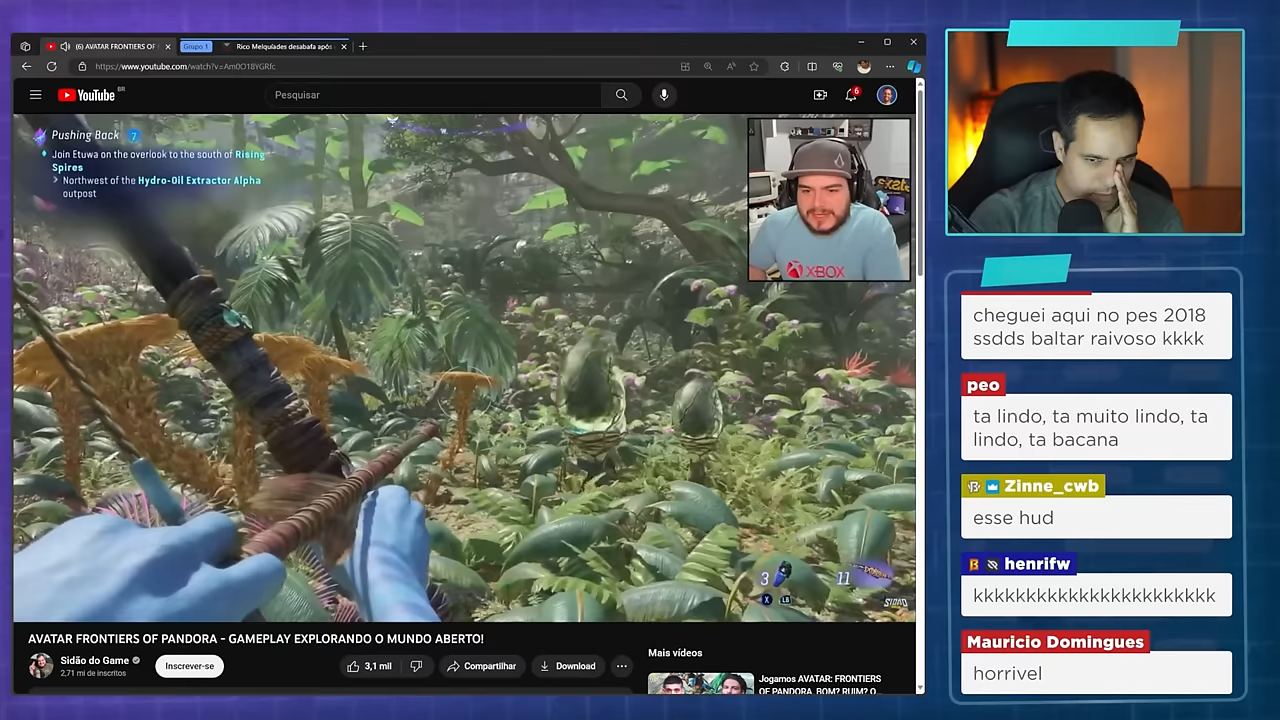 (6) AVATAR FRONTIERS OF
Grupo 1
Rico Melquíades desabafa após
https://www.youtube.com/watch?v=Am0O18YGRfc
YouTube BR
Pesquisar
6
Pushing Back 7
Join Etuwa on the overlook to the south of Rising
Spires
Northwest of the Hydro-Oil Extractor Alpha
outpost
XBOX
3
11
X
LB
SIDÃO
AVATAR FRONTIERS OF PANDORA - GAMEPLAY EXPLORANDO O MUNDO ABERTO!
Sidão do Game
2,71 mi de inscritos
Inscrever-se
3,1 mil
Compartilhar
Download
Mais vídeos
Jogamos AVATAR: FRONTIERS
OF PANDORA. BOM? RUIM? O
cheguei aqui no pes 2018
ssdds baltar raivoso kkkk
peo
ta lindo, ta muito lindo, ta
lindo, ta bacana
Zinne_cwb
esse hud
henrifw
kkkkkkkkkkkkkkkkkkkkkkk
Mauricio Domingues
horrivel